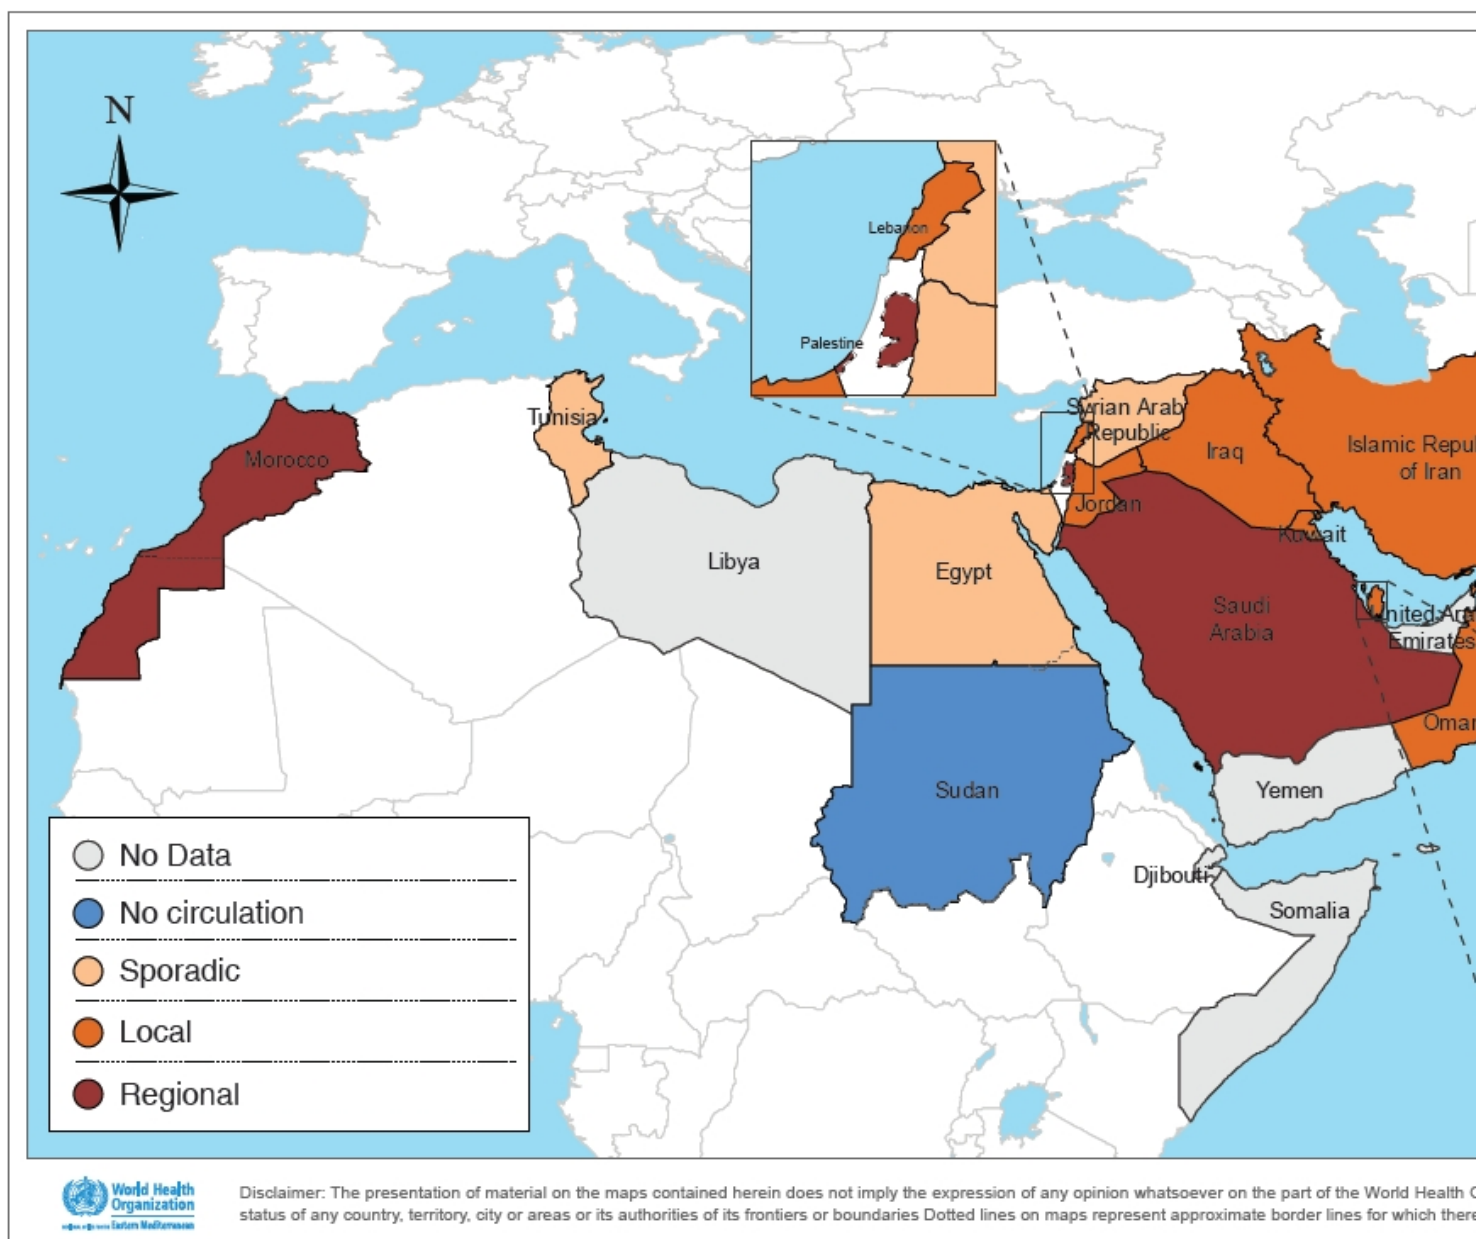 N
Lebanon
Palestine
Tunisia
Morocco
Syrian Arab
Republic
Iraq
Islamic Repu
of Iran
Jordan
Kuwait
Libya
Egypt
Saudi
Arabia
United Ara
Emirates
Oman
Sudan
Yemen
Djibouti
Somalia
No Data
No circulation
Sporadic
Local
Regional
World Health
Organization
Eastern Mediterranean
Disclaimer: The presentation of material on the maps contained herein does not imply the expression of any opinion whatsoever on the part of the World Health O
status of any country, territory, city or areas or its authorities of its frontiers or boundaries Dotted lines on maps represent approximate border lines for which there